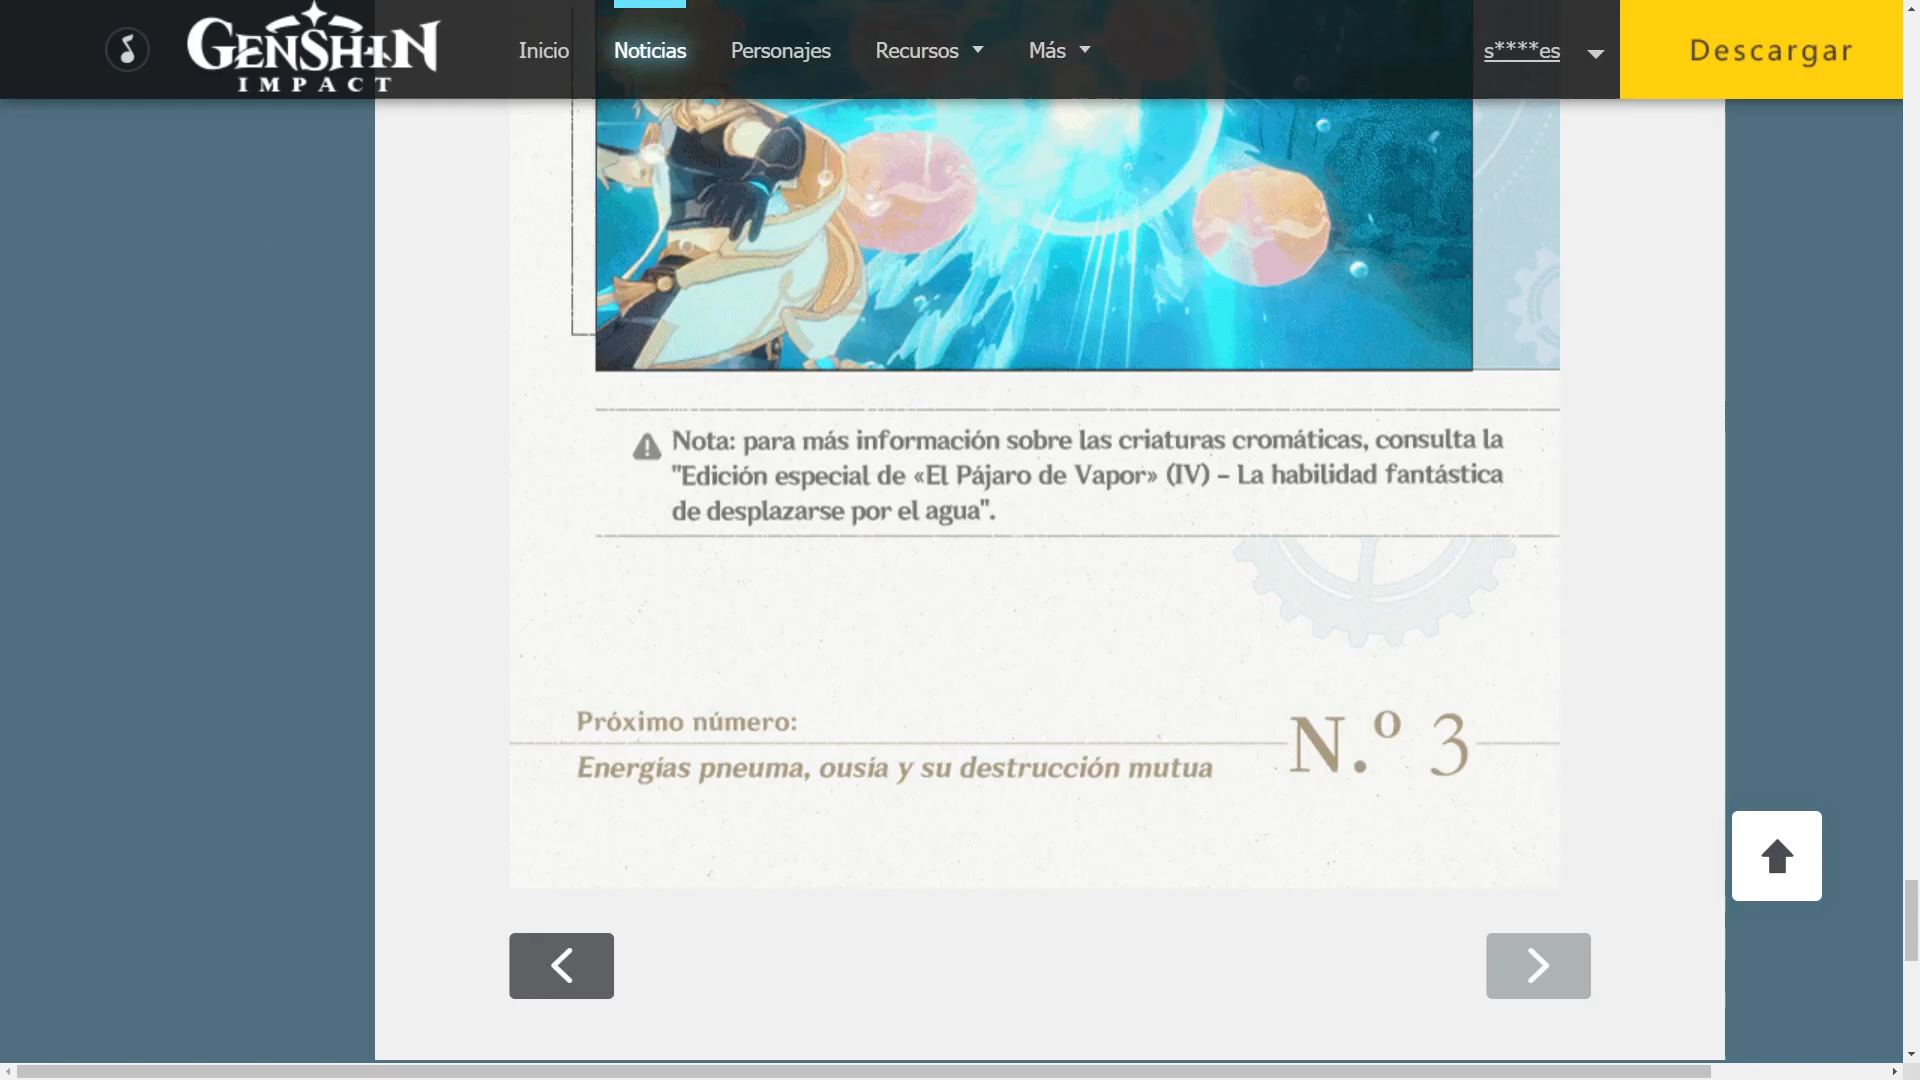 GENSHIN
IMPACT
Inicio
Noticias
Personajes
Recursos
Más
s****es
Descargar
Nota: para más información sobre las criaturas cromáticas, consulta la
"Edición especial de «El Pájaro de Vapor» (IV) – La habilidad fantástica
de desplazarse por el agua".
Próximo número:
Energías pneuma, ousía y su destrucción mutua
N.º 3